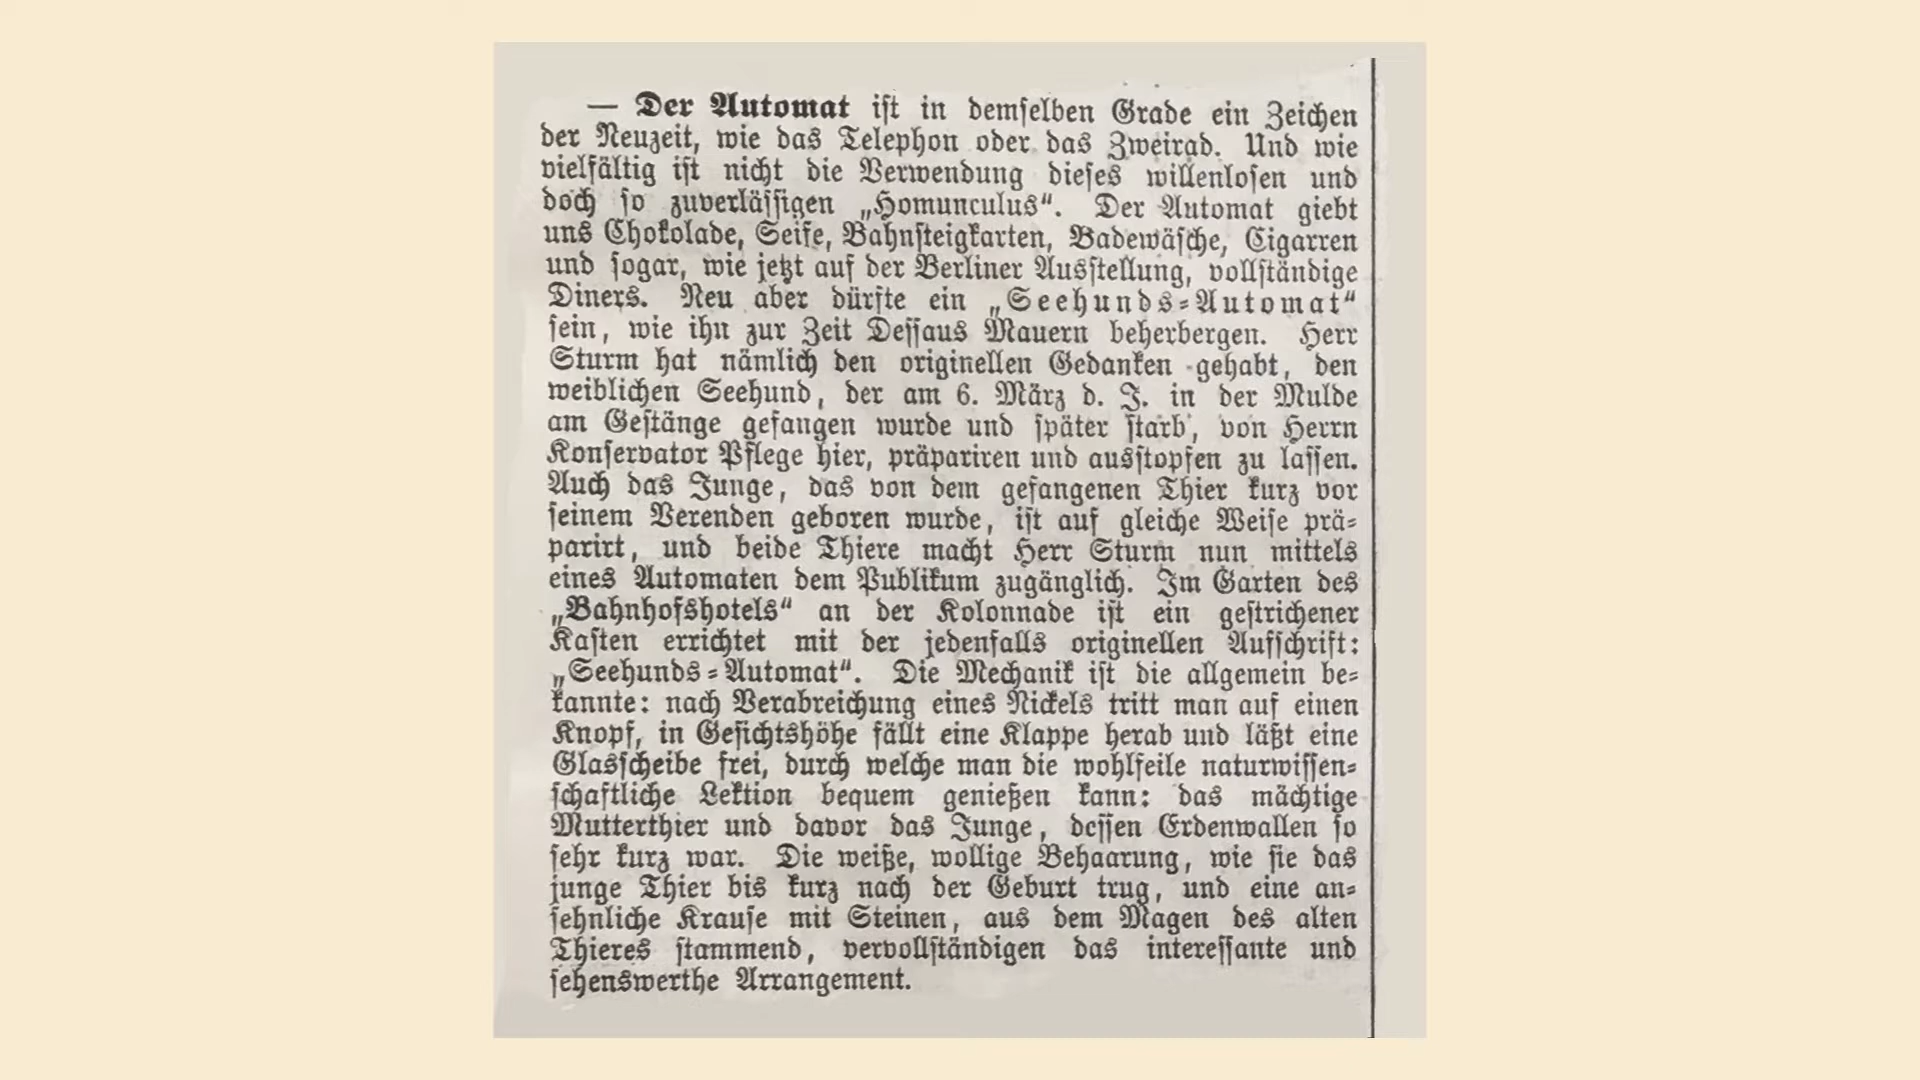 — Der Automat ist in demselben Grade ein Zeichen
der Neuzeit, wie das Telephon oder das Zweirad. Und wie
vielfältig ist nicht die Verwendung dieses willenlosen und
doch so zuverlässigen „Homunculus“. Der Automat giebt
uns Chokolade, Seife, Bahnsteigkarten, Badewäsche, Cigarren
und sogar, wie jetzt auf der Berliner Ausstellung, vollständige
Diners. Neu aber dürfte ein „Seehunds-Automat“
sein, wie ihn zur Zeit Dessaus Mauern beherbergen. Herr
Sturm hat nämlich den originellen Gedanken gehabt, den
weiblichen Seehund, der am 6. März d. J. in der Mulde
am Gestänge gefangen wurde und später starb, von Herrn
Konservator Pflege hier, präpariren und ausstopfen zu lassen.
Auch das Junge, das von dem gefangenen Thier kurz vor
seinem Verenden geboren wurde, ist auf gleiche Weise prä-
parirt, und beide Thiere macht Herr Sturm nun mittels
eines Automaten dem Publikum zugänglich. Im Garten des
„Bahnhofshotels“ an der Kolonnade ist ein gestrichener
Kasten errichtet mit der jedenfalls originellen Aufschrift:
„Seehunds-Automat“. Die Mechanik ist die allgemein be-
kannte: nach Verabreichung eines Nickels tritt man auf einen
Knopf, in Gesichtshöhe fällt eine Klappe herab und läßt eine
Glasscheibe frei, durch welche man die wohlfeile naturwissen-
schaftliche Lektion bequem genießen kann: das mächtige
Mutterthier und davor das Junge, dessen Erdenwallen so
sehr kurz war. Die weiße, wollige Behaarung, wie sie das
junge Thier bis kurz nach der Geburt trug, und eine an-
sehnliche Krause mit Steinen, aus dem Magen des alten
Thieres stammend, vervollständigen das interessante und
sehenswerthe Arrangement.